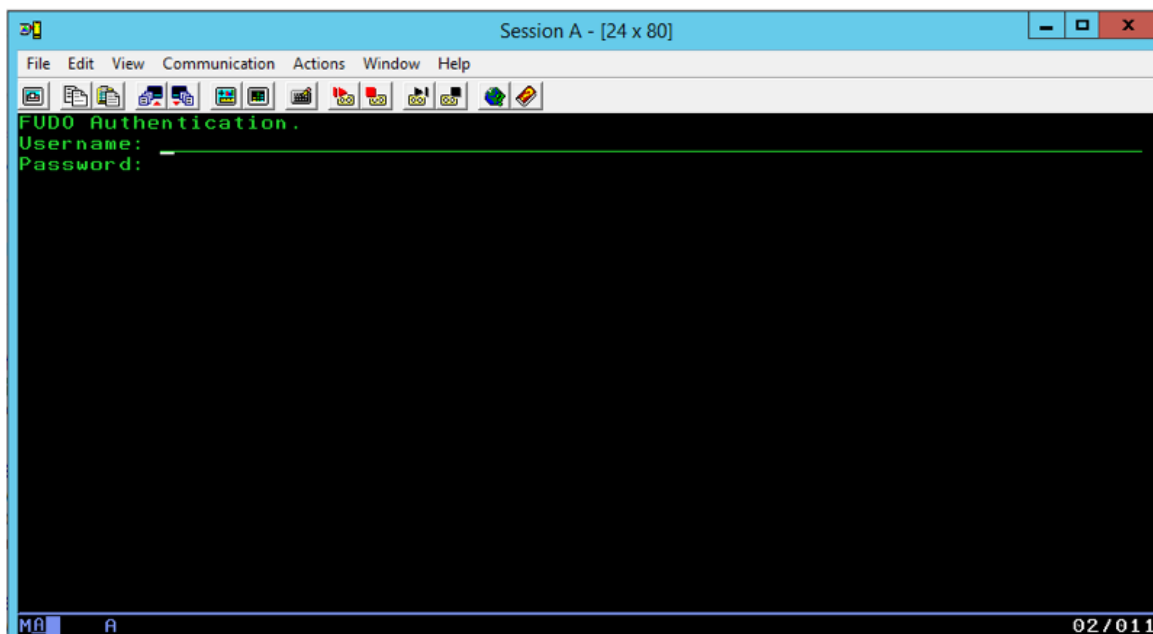 Session A - [24 x 80]
File Edit View Communication Actions Window Help
FUDO Authentication.
Username:
Password:
MA A 02/011